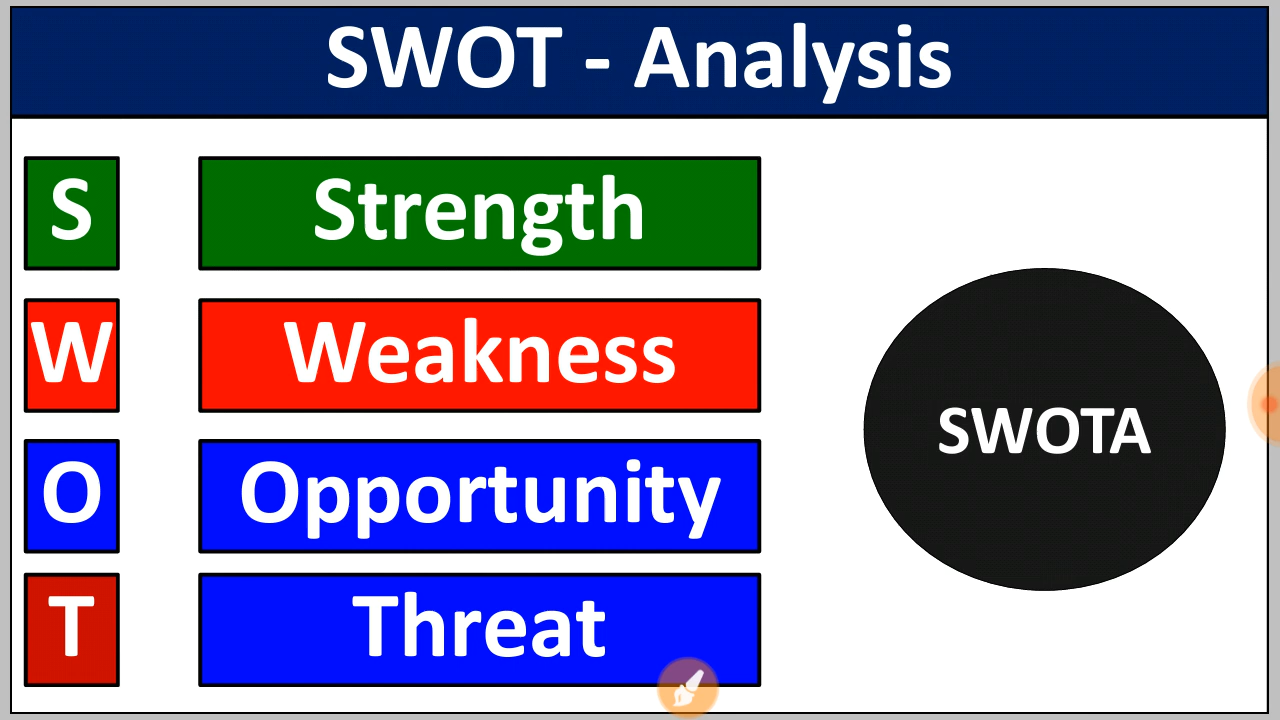 SWOT - Analysis
S
Strength
W
Weakness
O
Opportunity
T
Threat
SWOTA